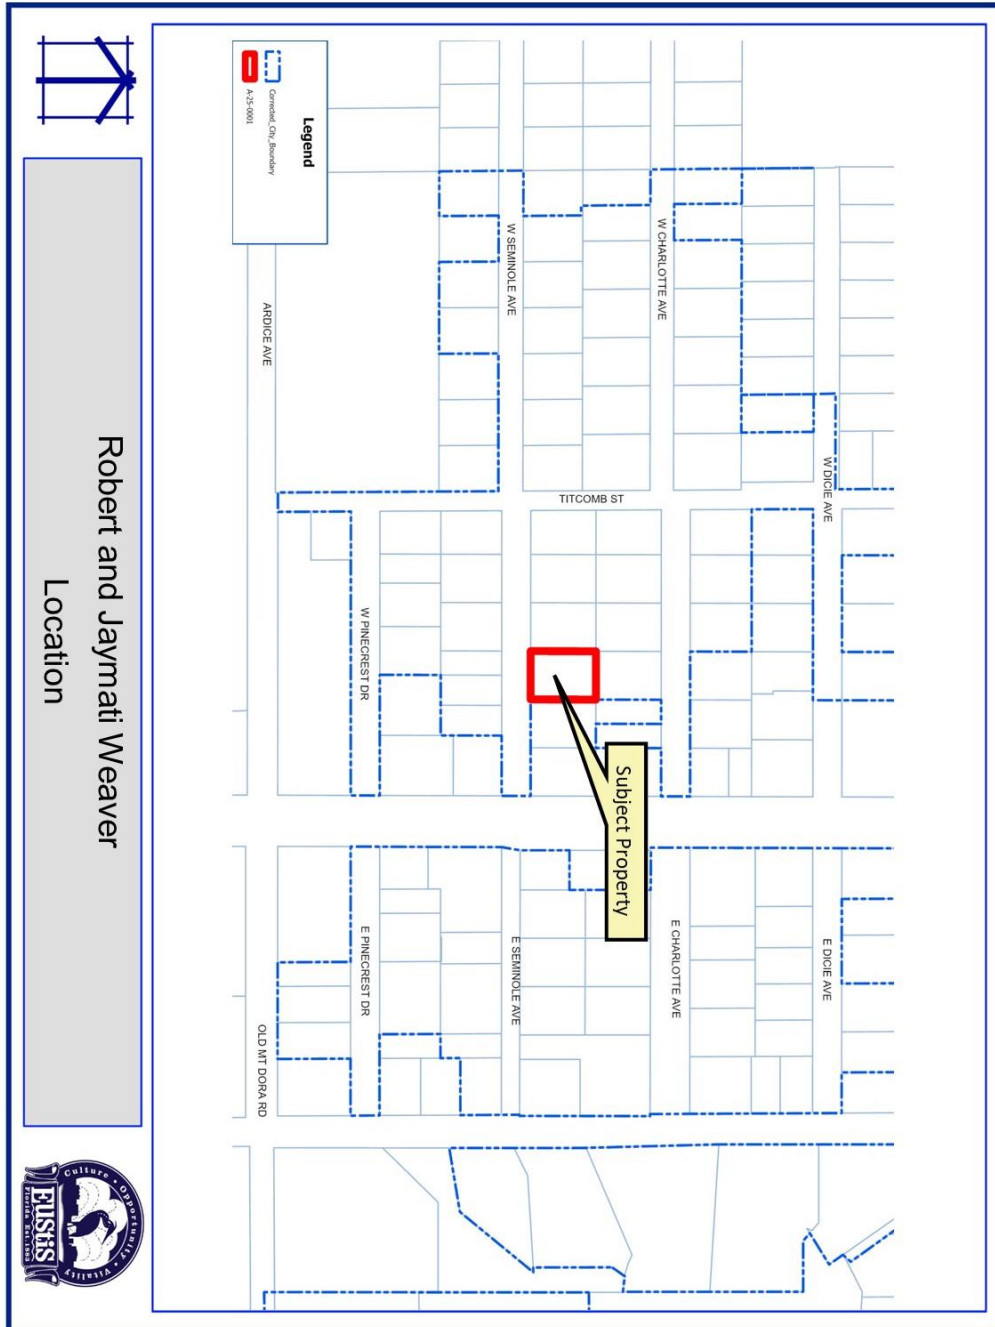 W DICIE AVE
E DICIE AVE
W CHARLOTTE AVE
E CHARLOTTE AVE
Subject Property
TITCOMB ST
W SEMINOLE AVE
E SEMINOLE AVE
W PINECREST DR
E PINECREST DR
ARDICE AVE
OLD MT DORA RD
Legend
Corrected_City_Boundary
A-25-0001
Robert and Jaymati Weaver
Location
Culture • Opportunity • Vitality
EUSTIS
Florida Est. 1883